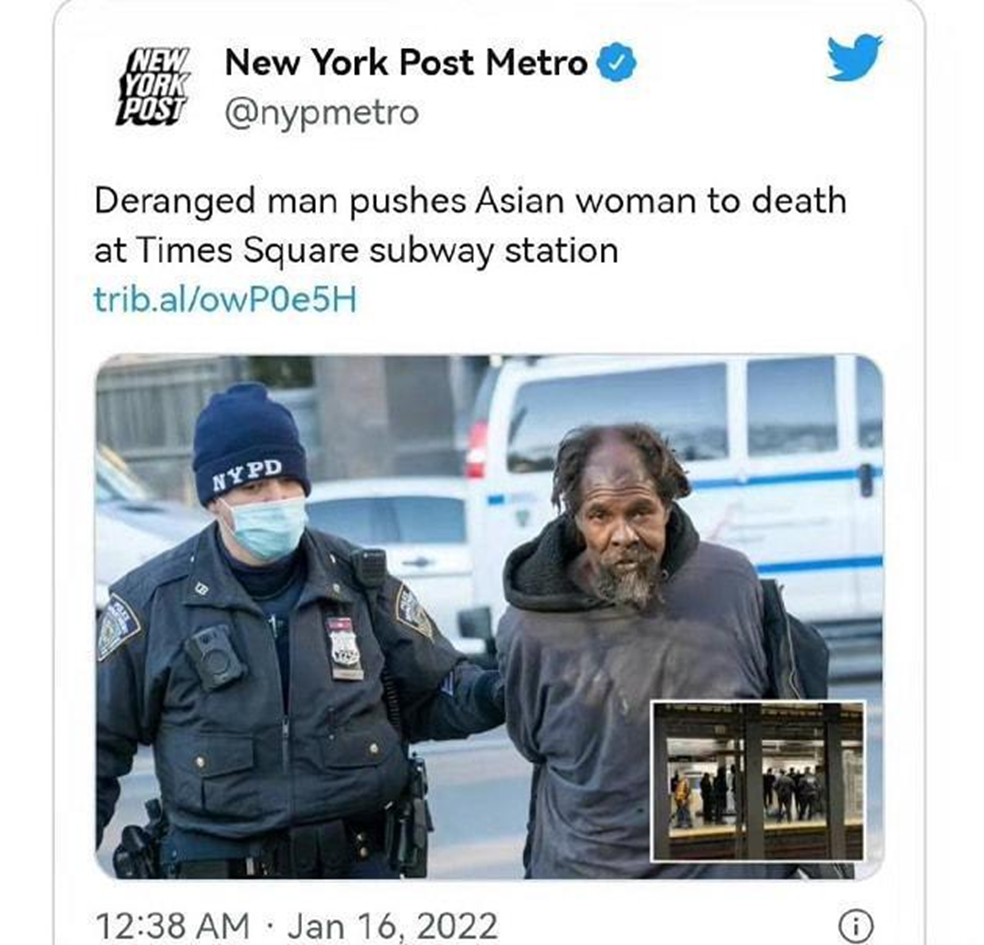 NEW
YORK
POST
New York Post Metro
@nypmetro
Deranged man pushes Asian woman to death
at Times Square subway station
trib.al/owP0e5H
NYPD
12:38 AM · Jan 16, 2022